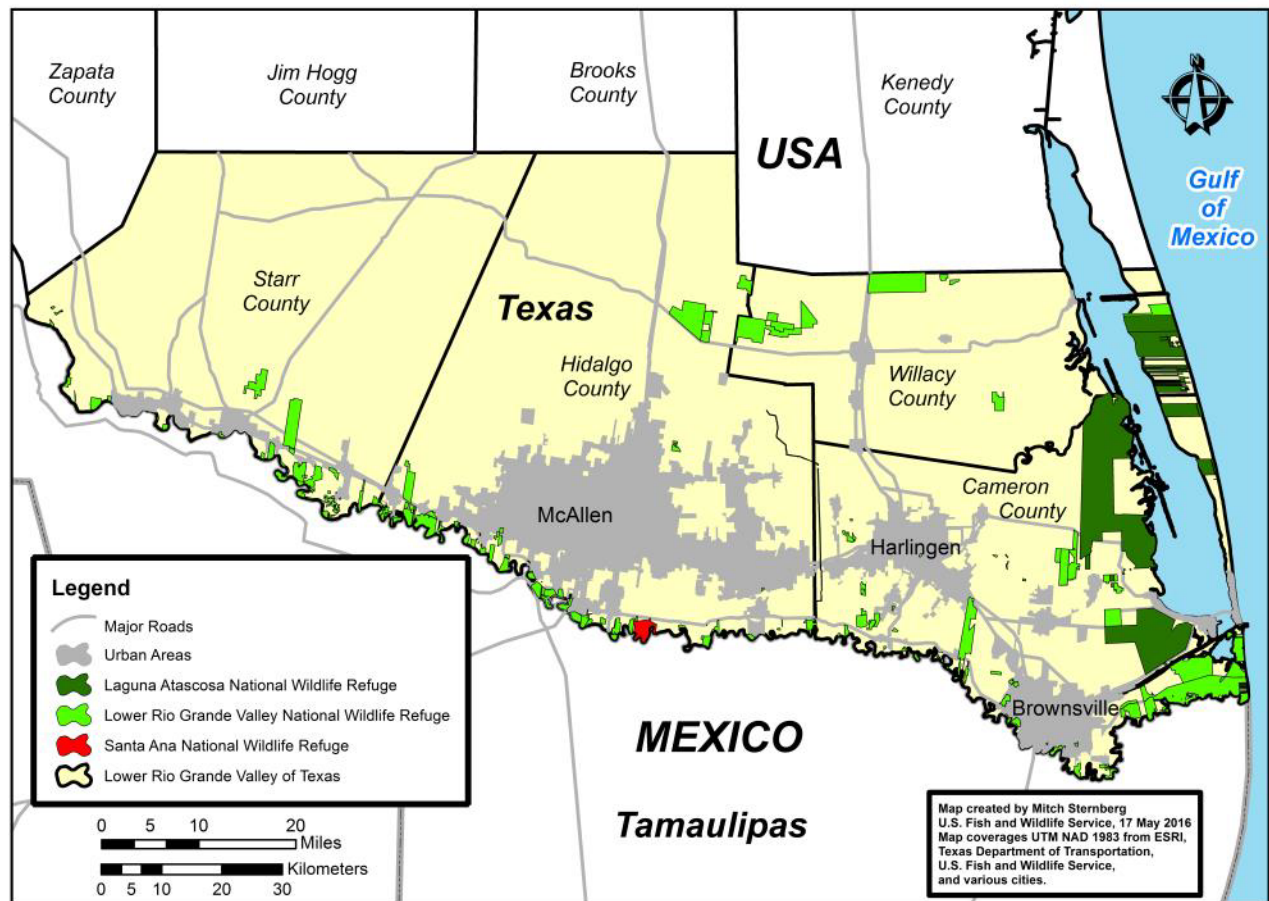 Zapata
County
Jim Hogg
County
Brooks
County
Kenedy
County
N
USA
Gulf
of
Mexico
Starr
County
Texas
Hidalgo
County
Willacy
County
Cameron
County
McAllen
Harlingen
Brownsville
MEXICO
Tamaulipas
Legend
Major Roads
Urban Areas
Laguna Atascosa National Wildlife Refuge
Lower Rio Grande Valley National Wildlife Refuge
Santa Ana National Wildlife Refuge
Lower Rio Grande Valley of Texas
0 5 10 20
Miles
Kilometers
0 5 10 20 30
Map created by Mitch Sternberg
U.S. Fish and Wildlife Service, 17 May 2016
Map coverages UTM NAD 1983 from ESRI,
Texas Department of Transportation,
U.S. Fish and Wildlife Service,
and various cities.